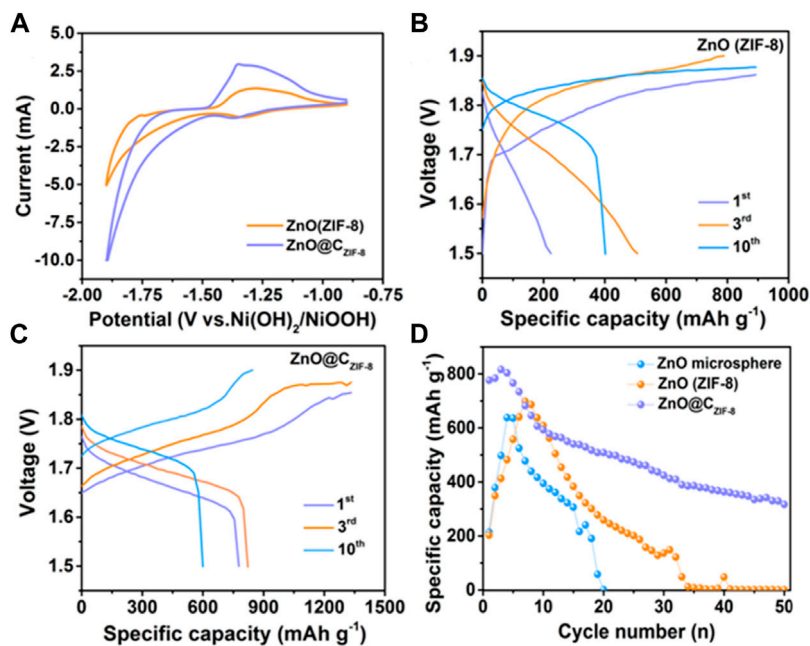 A
5.0
2.5
0.0
-2.5
-5.0
-10.0
Current (mA)
ZnO(ZIF-8)
ZnO@C_ZIF-8
-2.00 -1.75 -1.50 -1.25 -1.00 -0.75
Potential (V vs.Ni(OH)₂/NiOOH)
B
ZnO (ZIF-8)
1.9
1.8
1.7
1.6
1.5
Voltage (V)
1st
3rd
10th
0 200 400 600 800 1000
Specific capacity (mAh g⁻¹)
C
ZnO@C_ZIF-8
1.9
1.8
1.7
1.6
1.5
Voltage (V)
1st
3rd
10th
0 300 600 900 1200 1500
Specific capacity (mAh g⁻¹)
D
800
600
400
200
0
Specific capacity (mAh g⁻¹)
ZnO microsphere
ZnO (ZIF-8)
ZnO@C_ZIF-8
0 10 20 30 40 50
Cycle number (n)